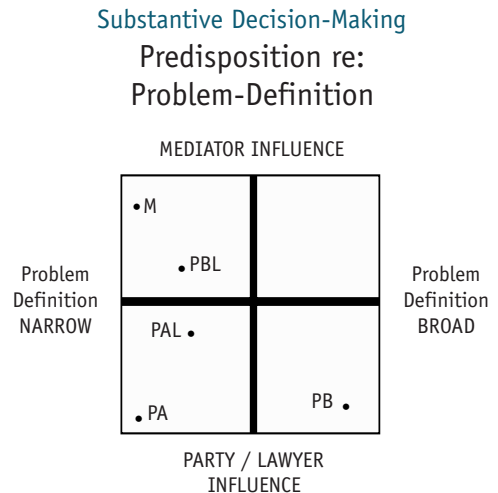 Substantive Decision-Making
Predisposition re:
Problem-Definition
MEDIATOR INFLUENCE
M
PBL
Problem
Definition
NARROW
Problem
Definition
BROAD
PAL
PA
PB
PARTY / LAWYER
INFLUENCE